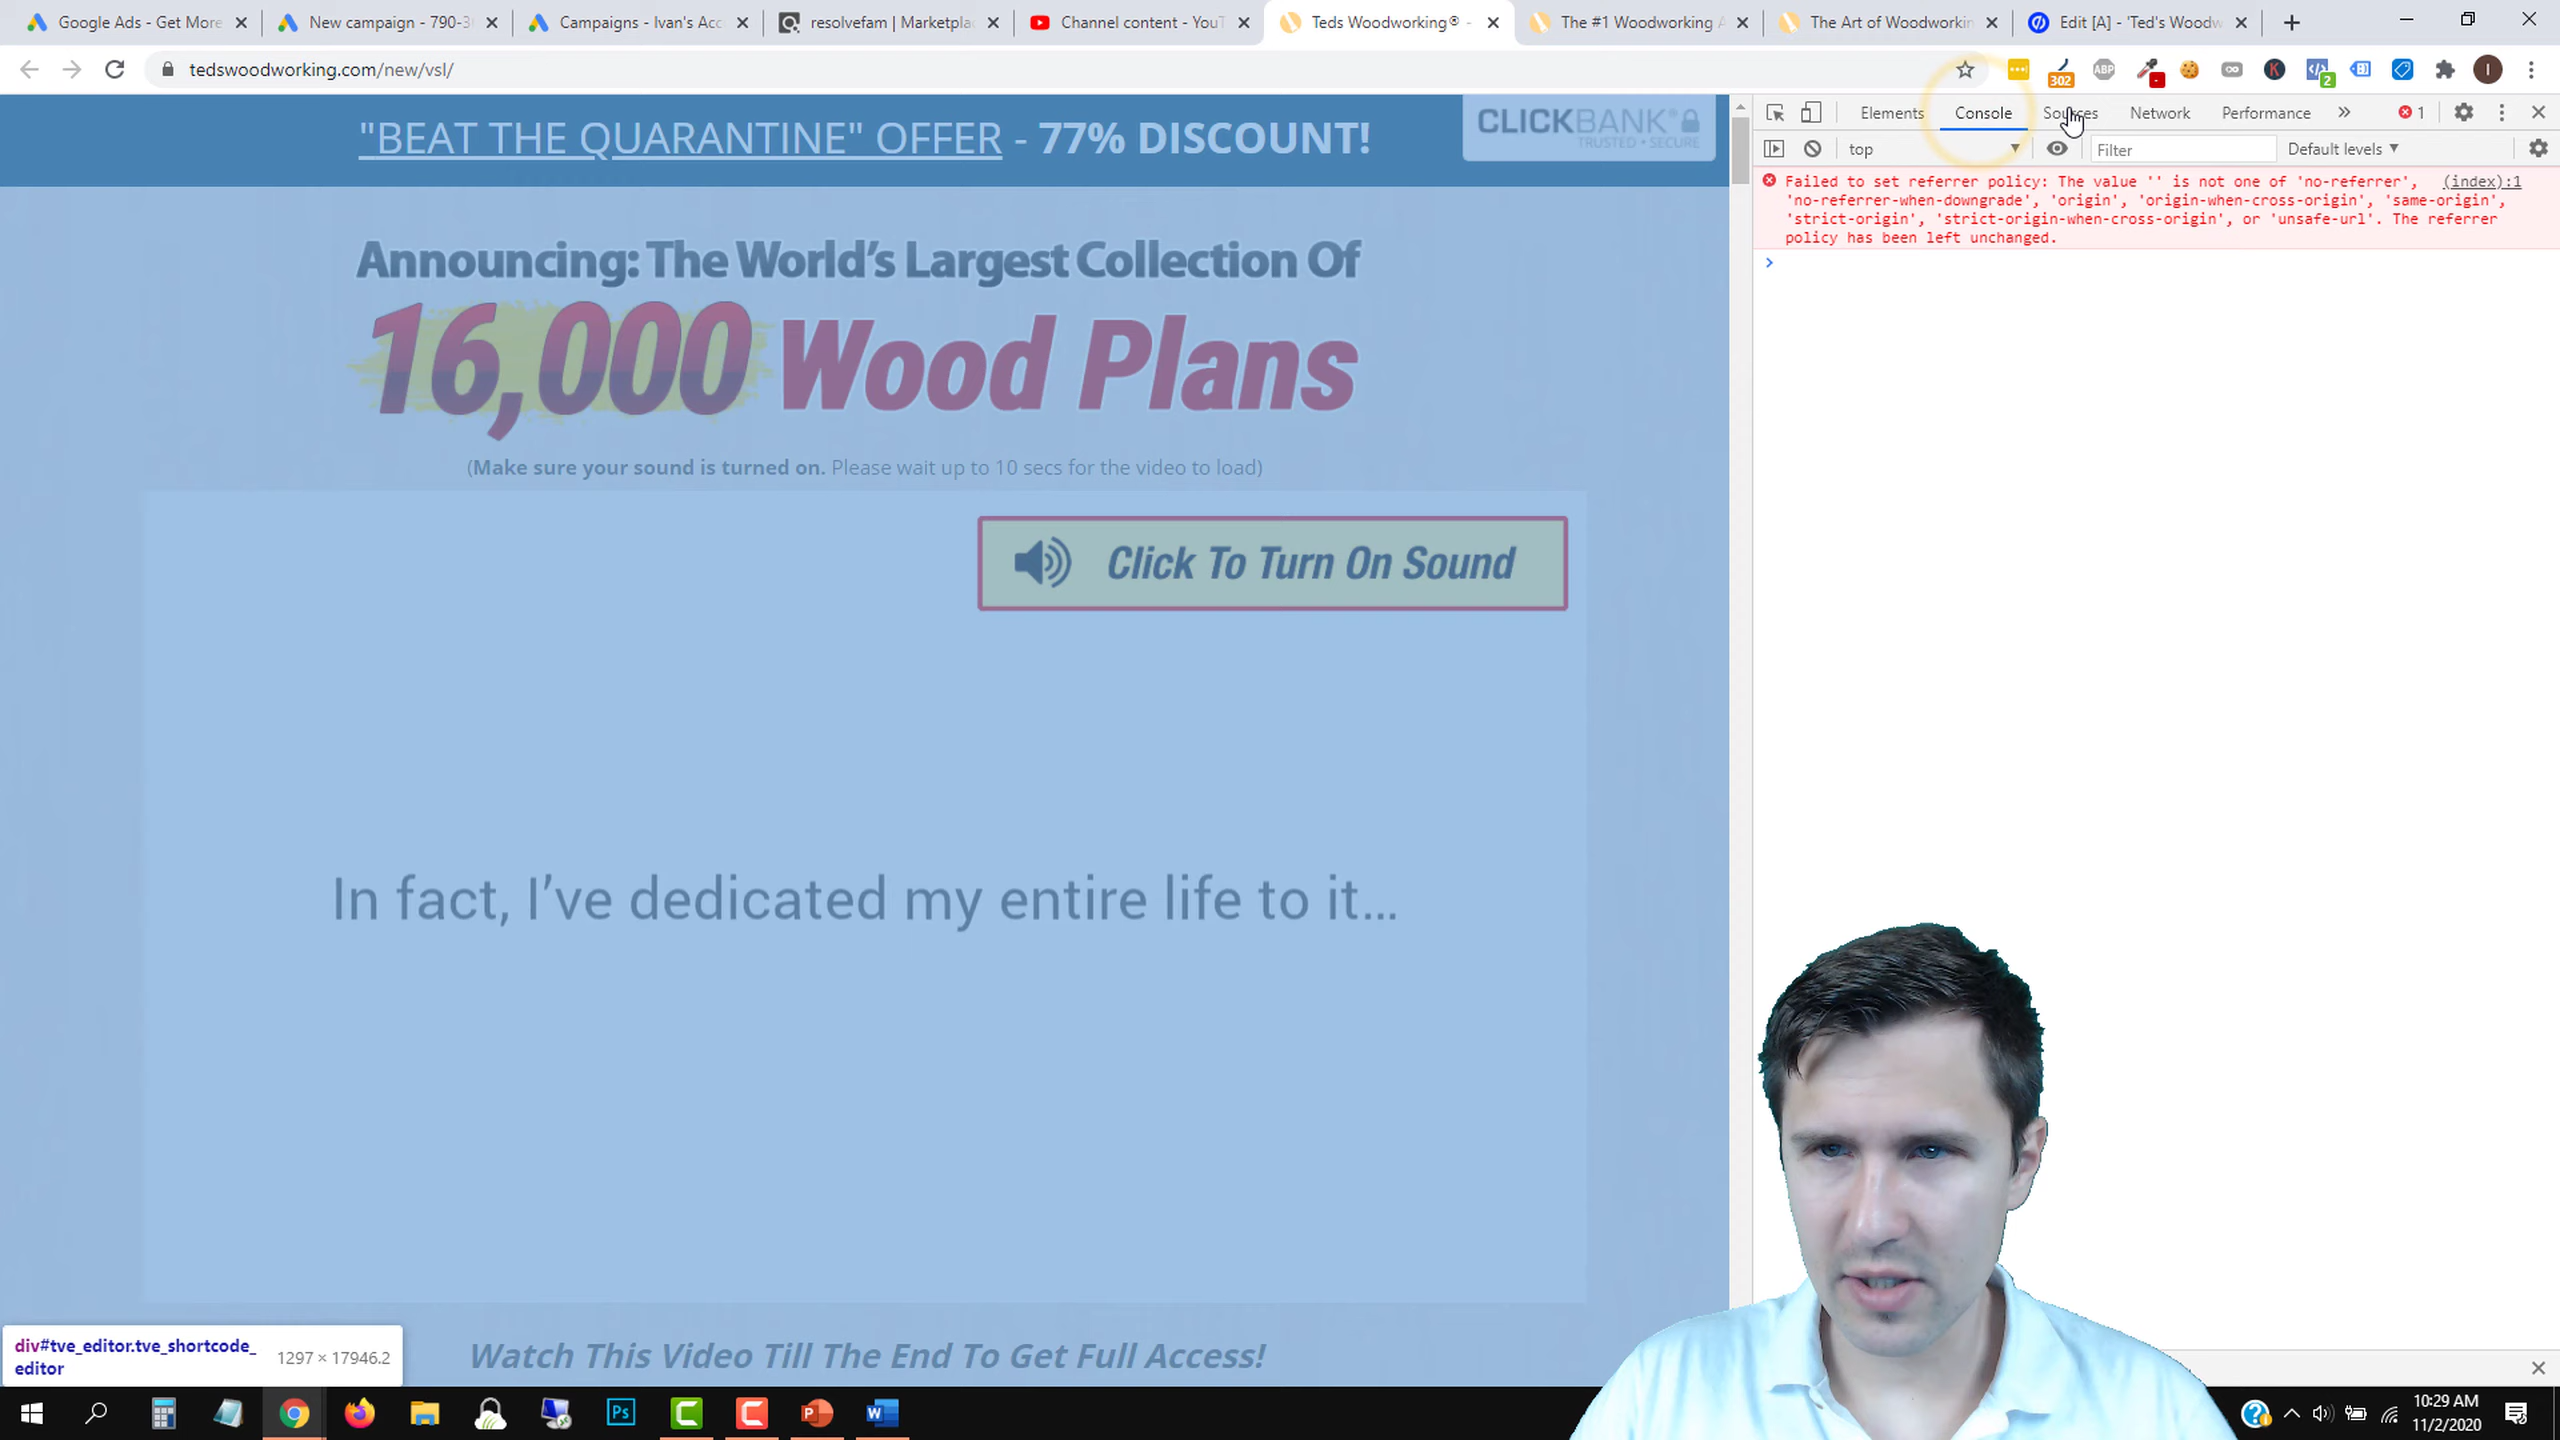 Google Ads - Get More
New campaign - 790-3
Campaigns - Ivan's Acc
resolvefam | Marketpla
Channel content - YouT
Teds Woodworking® -
The #1 Woodworking A
The Art of Woodworkin
Edit [A] - 'Ted's Woodw
tedswoodworking.com/new/vsl/
302
ABP
2
I
"BEAT THE QUARANTINE" OFFER - 77% DISCOUNT!
CLICKBANK®
TRUSTED • SECURE
Announcing: The World's Largest Collection Of
16,000 Wood Plans
(Make sure your sound is turned on. Please wait up to 10 secs for the video to load)
Click To Turn On Sound
In fact, I've dedicated my entire life to it...
Watch This Video Till The End To Get Full Access!
div#tve_editor.tve_shortcode_
editor
1297 × 17946.2
Elements
Console
Sources
Network
Performance
1
top
Filter
Default levels
Failed to set referrer policy: The value '' is not one of 'no-referrer', (index):1
'no-referrer-when-downgrade', 'origin', 'origin-when-cross-origin', 'same-origin',
'strict-origin', 'strict-origin-when-cross-origin', or 'unsafe-url'. The referrer
policy has been left unchanged.
Ps
10:29 AM
11/2/2020